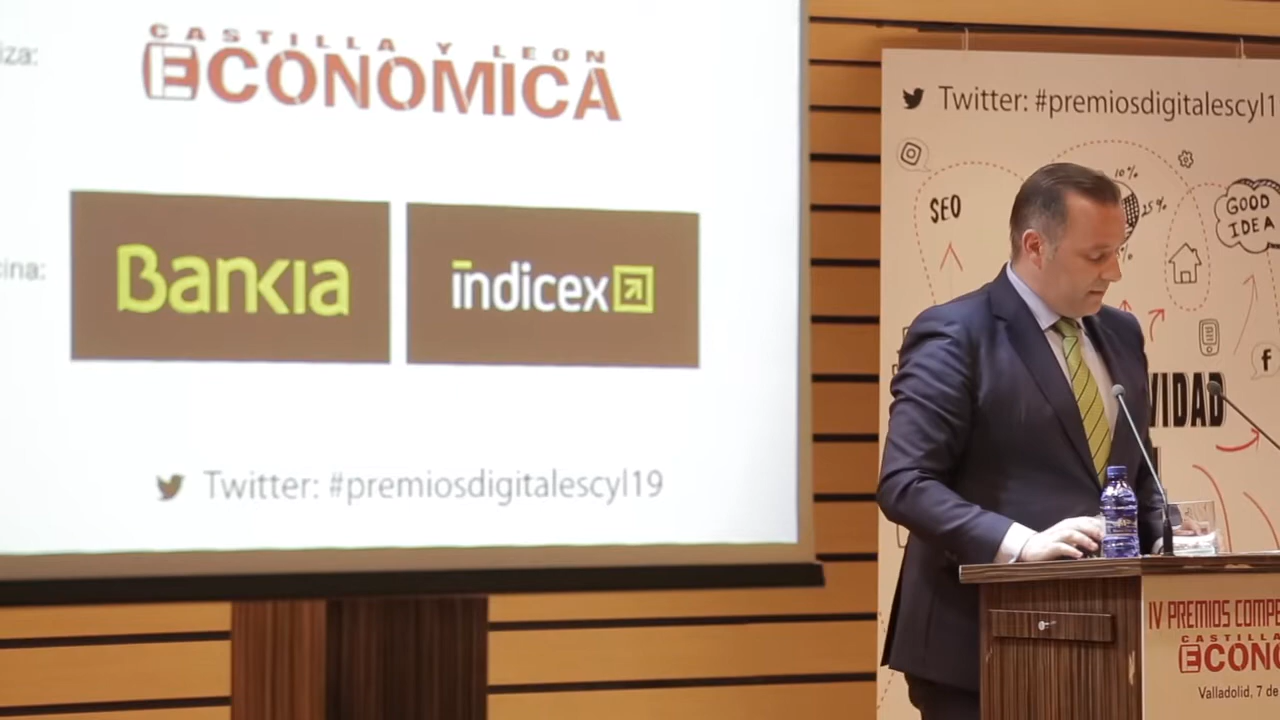 iza:
CASTILLA Y LEON
ECONOMICA
cina:
Bankia
indicex
Twitter: #premiosdigitalescyl19
Twitter: #premiosdigitalescyl1
SEO
10%
25%
GOOD
IDEA
f
VIDAD
IV PREMIOS COMPE
CASTILLA
ECONO
Valladolid, 7 de